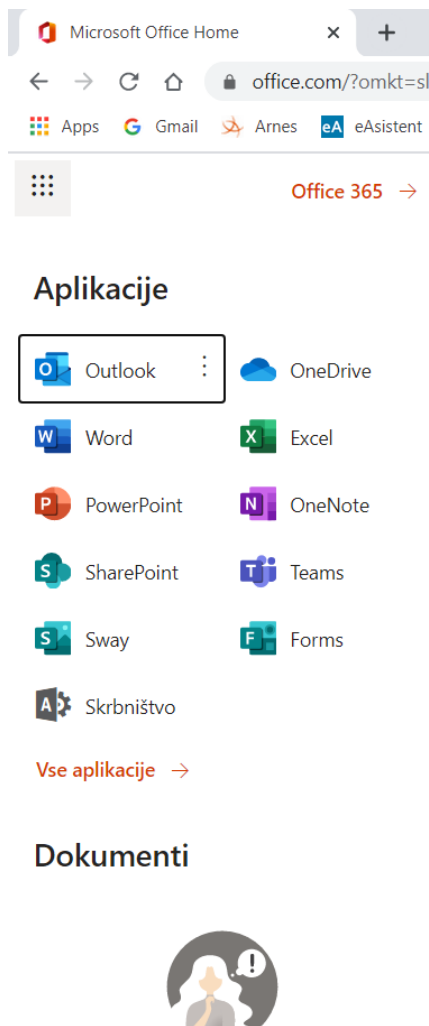 Microsoft Office Home
office.com/?omkt=sl
Apps Gmail Arnes eA eAsistent
Office 365 →
Aplikacije
Outlook OneDrive
Word Excel
PowerPoint OneNote
SharePoint Teams
Sway Forms
Skrbništvo
Vse aplikacije →
Dokumenti